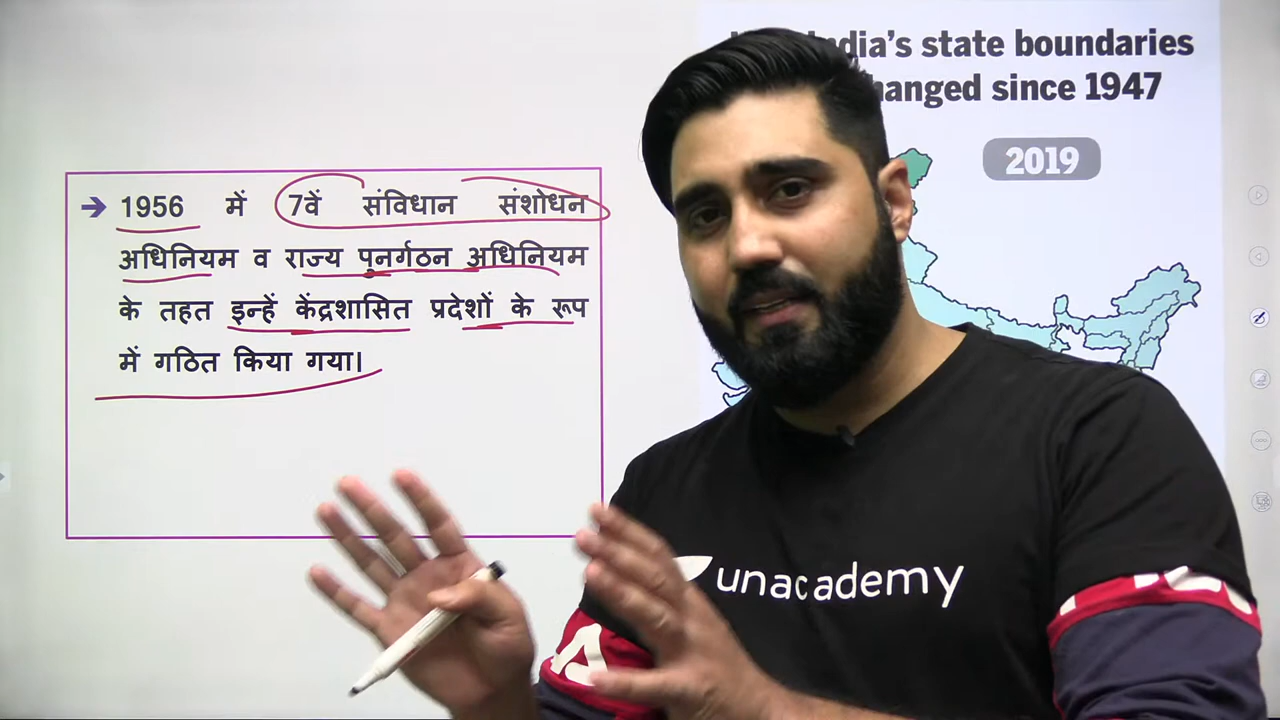 India's state boundaries
changed since 1947
2019
1956 में 7वें संविधान संशोधन
अधिनियम व राज्य पुनर्गठन अधिनियम
के तहत इन्हें केंद्रशासित प्रदेशों के रूप
में गठित किया गया।
unacademy